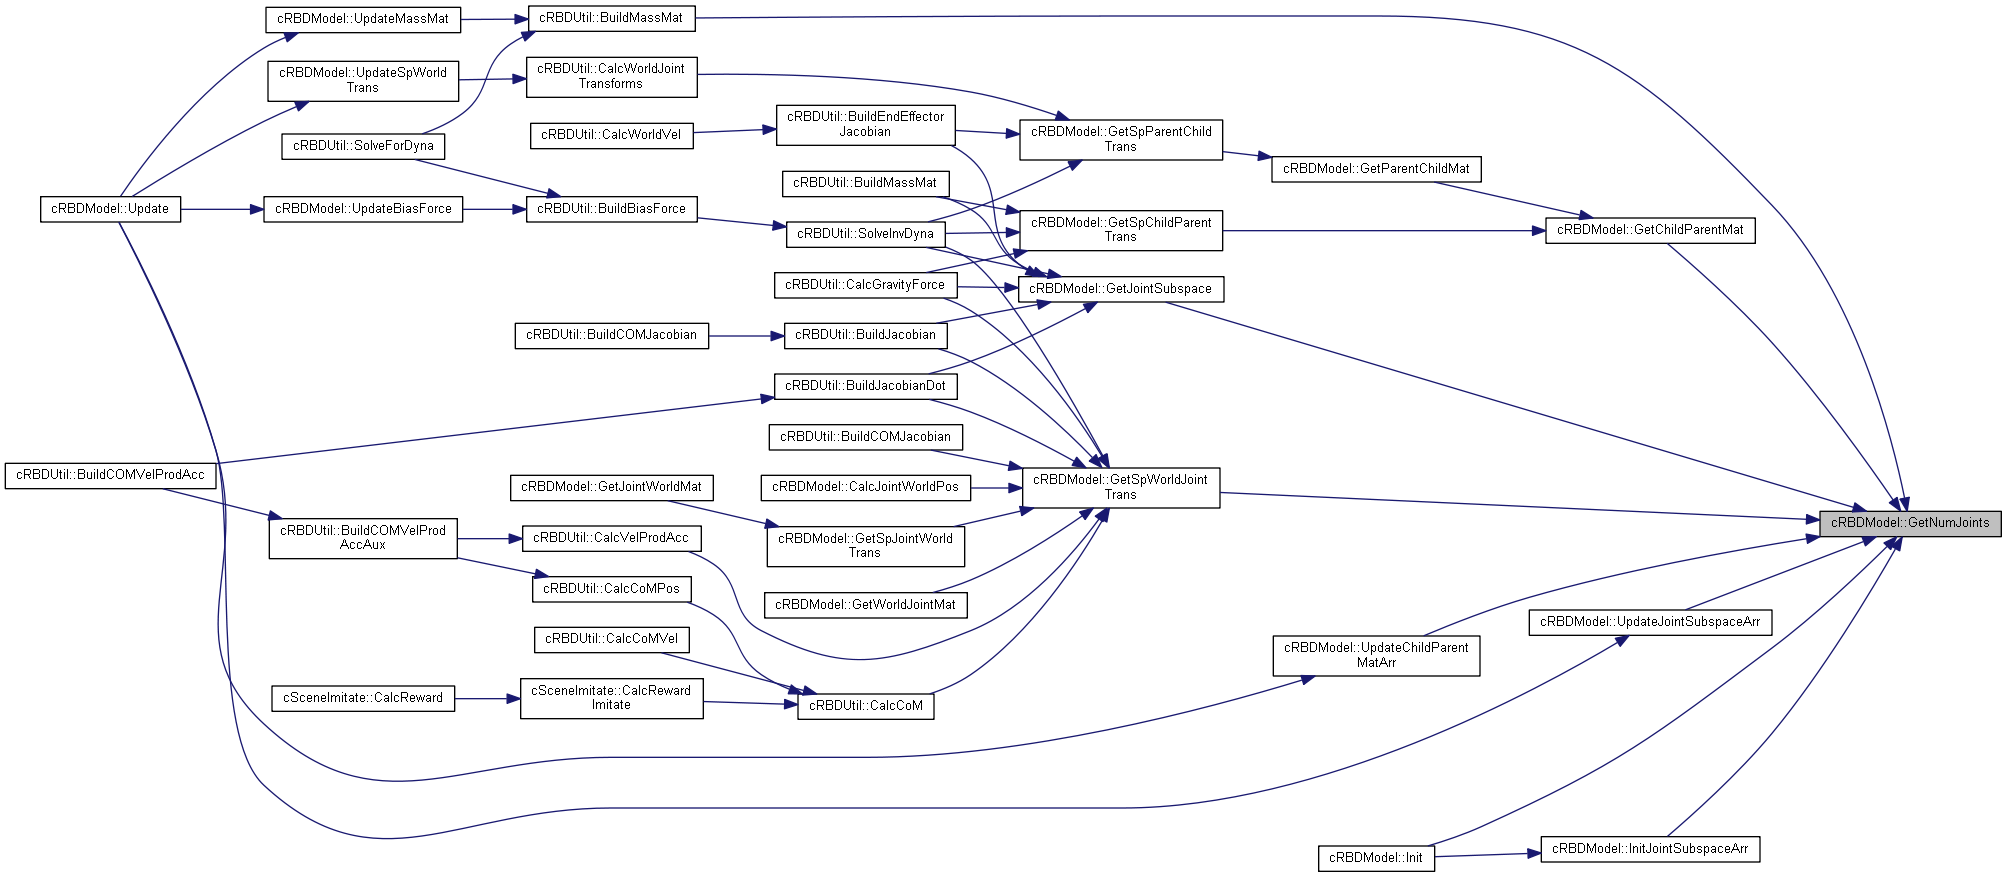 cRBDModel::UpdateMassMat
cRBDUtil::BuildMassMat
cRBDModel::UpdateSpWorld
Trans
cRBDUtil::CalcWorldJoint
Transforms
cRBDUtil::SolveForDyna
cRBDUtil::CalcWorldVel
cRBDUtil::BuildEndEffector
Jacobian
cRBDModel::GetSpParentChild
Trans
cRBDModel::GetParentChildMat
cRBDUtil::BuildMassMat
cRBDModel::Update
cRBDModel::UpdateBiasForce
cRBDUtil::BuildBiasForce
cRBDUtil::SolveInvDyna
cRBDModel::GetSpChildParent
Trans
cRBDModel::GetChildParentMat
cRBDUtil::CalcGravityForce
cRBDModel::GetJointSubspace
cRBDUtil::BuildCOMJacobian
cRBDUtil::BuildJacobian
cRBDUtil::BuildJacobianDot
cRBDUtil::BuildCOMJacobian
cRBDUtil::BuildCOMVelProdAcc
cRBDModel::GetJointWorldMat
cRBDModel::CalcJointWorldPos
cRBDModel::GetSpWorldJoint
Trans
cRBDModel::GetNumJoints
cRBDUtil::BuildCOMVelProd
AccAux
cRBDUtil::CalcVelProdAcc
cRBDModel::GetSpJointWorld
Trans
cRBDUtil::CalcCoMPos
cRBDModel::GetWorldJointMat
cRBDUtil::CalcCoMVel
cRBDModel::UpdateChildParent
MatArr
cRBDModel::UpdateJointSubspaceArr
cSceneImitate::CalcReward
cSceneImitate::CalcReward
Imitate
cRBDUtil::CalcCoM
cRBDModel::Init
cRBDModel::InitJointSubspaceArr